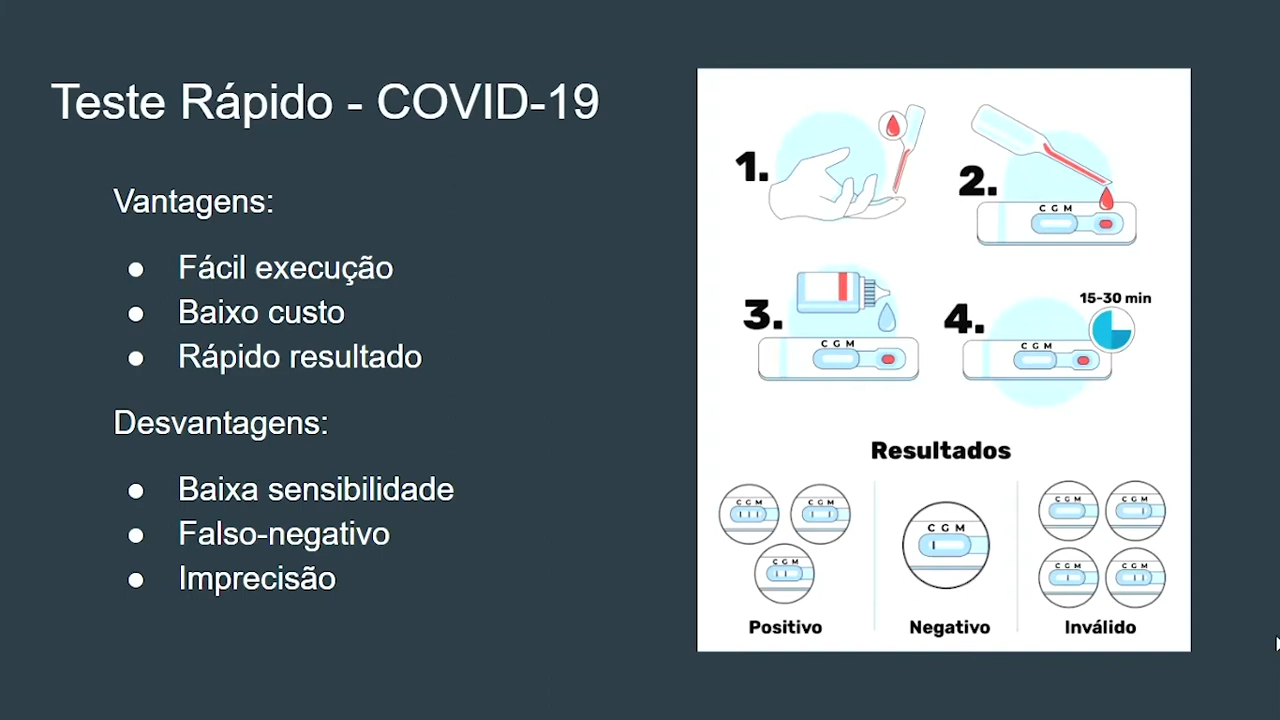 Teste Rápido - COVID-19
Vantagens:
● Fácil execução
● Baixo custo
● Rápido resultado
Desvantagens:
● Baixa sensibilidade
● Falso-negativo
● Imprecisão
1.
2.
C G M
3.
C G M
4.
15-30 min
C G M
Resultados
C G M
C G M
C G M
Positivo
C G M
Negativo
C G M
C G M
C G M
C G M
Inválido